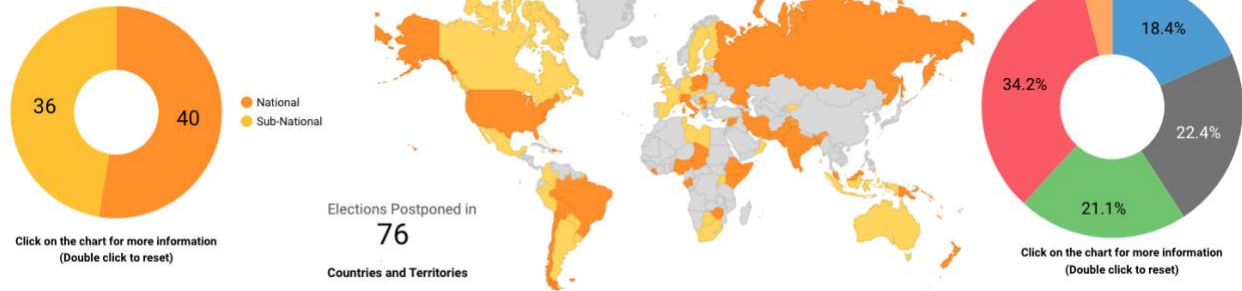 36
40
National
Sub-National
Click on the chart for more information
(Double click to reset)
Elections Postponed in
76
Countries and Territories
18.4%
34.2%
22.4%
21.1%
Click on the chart for more information
(Double click to reset)